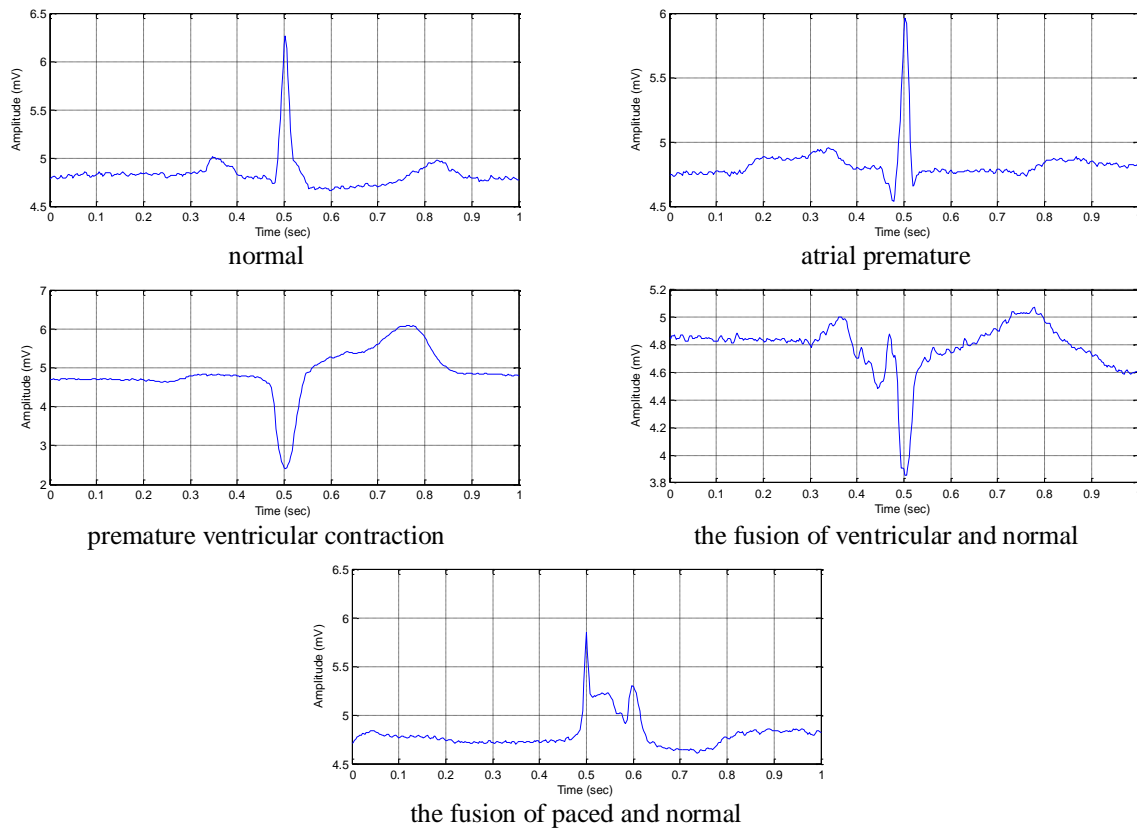 6.5
6
5.5
5
4.5
Amplitude (mV)
0 0.1 0.2 0.3 0.4 0.5 0.6 0.7 0.8 0.9 1
Time (sec)
normal
6
5.5
5
4.5
Amplitude (mV)
0 0.1 0.2 0.3 0.4 0.5 0.6 0.7 0.8 0.9
Time (sec)
atrial premature
7
6
5
4
3
2
Amplitude (mV)
0 0.1 0.2 0.3 0.4 0.5 0.6 0.7 0.8 0.9 1
Time (sec)
premature ventricular contraction
5.2
5
4.8
4.6
4.4
4.2
4
3.8
Amplitude (mV)
0 0.1 0.2 0.3 0.4 0.5 0.6 0.7 0.8 0.9
Time (sec)
the fusion of ventricular and normal
6.5
6
5.5
5
4.5
Amplitude (mV)
0 0.1 0.2 0.3 0.4 0.5 0.6 0.7 0.8 0.9 1
Time (sec)
the fusion of paced and normal